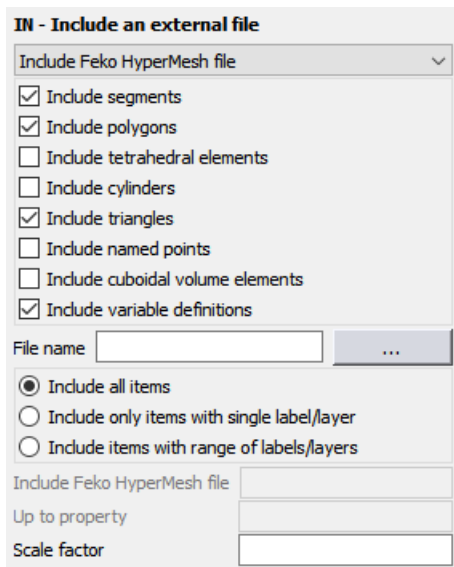 IN - Include an external file
Include Feko HyperMesh file
Include segments
Include polygons
Include tetrahedral elements
Include cylinders
Include triangles
Include named points
Include cuboidal volume elements
Include variable definitions
File name ...
Include all items
Include only items with single label/layer
Include items with range of labels/layers
Include Feko HyperMesh file
Up to property
Scale factor